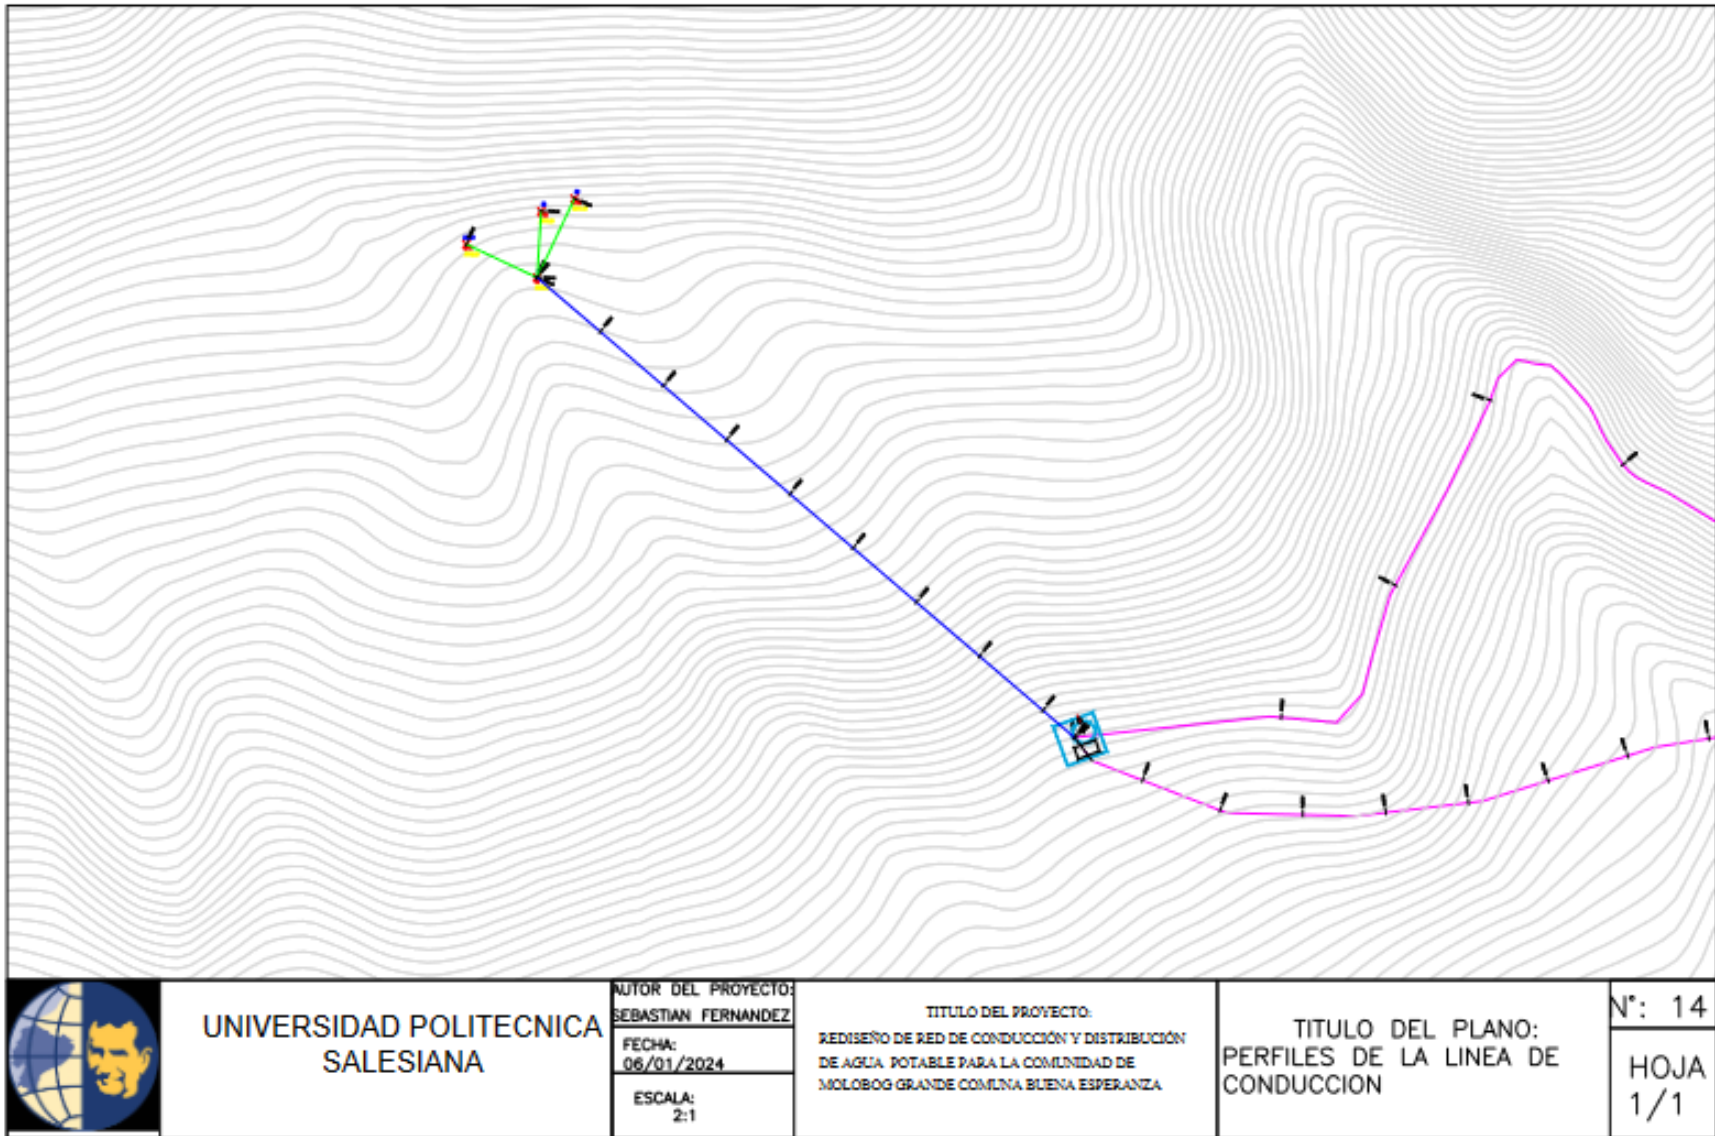 UNIVERSIDAD POLITECNICA
SALESIANA
AUTOR DEL PROYECTO:
SEBASTIAN FERNANDEZ
FECHA:
06/01/2024
ESCALA:
2:1
TITULO DEL PROYECTO:
REDISEÑO DE RED DE CONDUCCIÓN Y DISTRIBUCIÓN
DE AGUA POTABLE PARA LA COMUNIDAD DE
MOLOBOG GRANDE COMUNA BUENA ESPERANZA
TITULO DEL PLANO:
PERFILES DE LA LINEA DE
CONDUCCION
N°: 14
HOJA
1/1